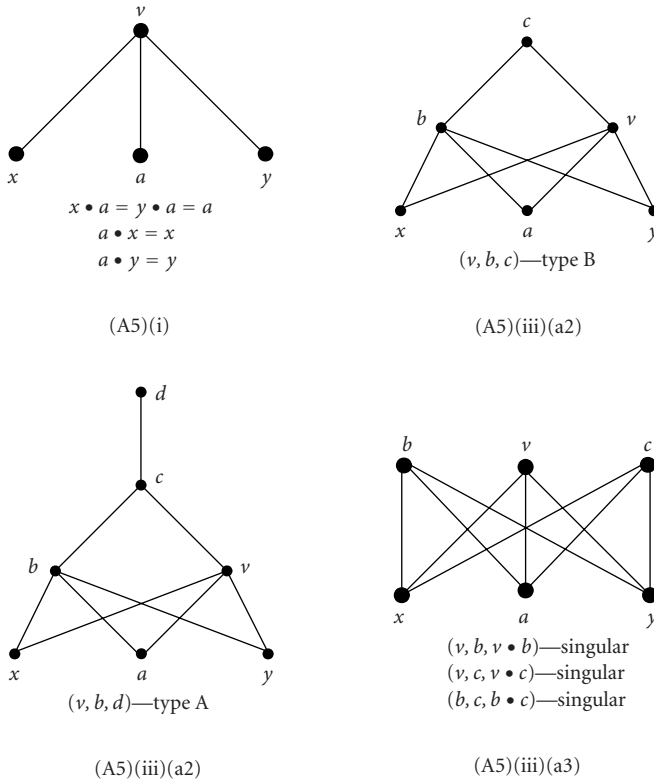 v
x a y
x • a = y • a = a
a • x = x
a • y = y
(A5)(i)
c
b v
x a y
(v, b, c)—type B
(A5)(iii)(a2)
d
c
b v
x a y
(v, b, d)—type A
(A5)(iii)(a2)
b v c
x a y
(v, b, v • b)—singular
(v, c, v • c)—singular
(b, c, b • c)—singular
(A5)(iii)(a3)